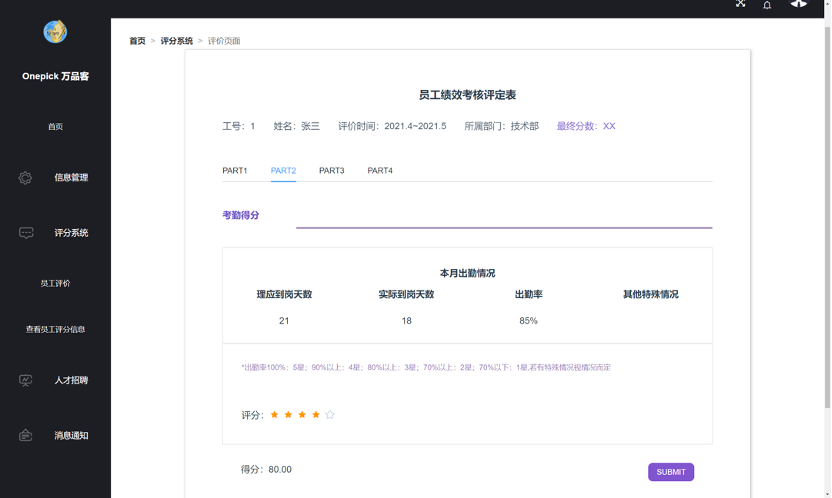 Onepick 万品客
首页
信息管理
评分系统
员工评价
查看员工评分信息
人才招聘
消息通知
首页 > 评分系统 > 评价页面
员工绩效考核评定表
工号：1 姓名：张三 评价时间：2021.4~2021.5 所属部门：技术部 最终分数：XX
PART1 PART2 PART3 PART4
考勤得分
本月出勤情况
理应到岗天数 实际到岗天数 出勤率 其他特殊情况
21 18 85%
*出勤率100%：5星；90%以上：4星；80%以上：3星；70%以上：2星；70%以下：1星,若有特殊情况视情况而定
评分：
得分：80.00
SUBMIT